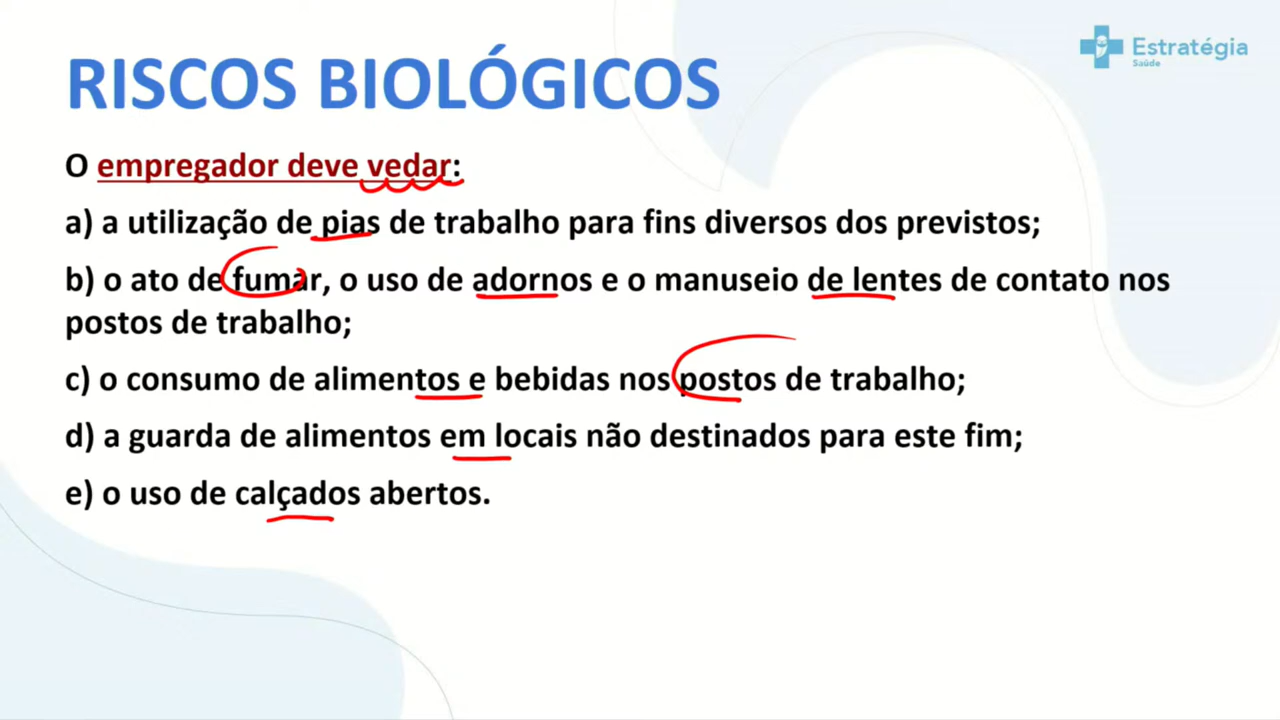 Estratégia
Saúde
RISCOS BIOLÓGICOS
O empregador deve vedar:
a) a utilização de pias de trabalho para fins diversos dos previstos;
b) o ato de fumar, o uso de adornos e o manuseio de lentes de contato nos
postos de trabalho;
c) o consumo de alimentos e bebidas nos postos de trabalho;
d) a guarda de alimentos em locais não destinados para este fim;
e) o uso de calçados abertos.